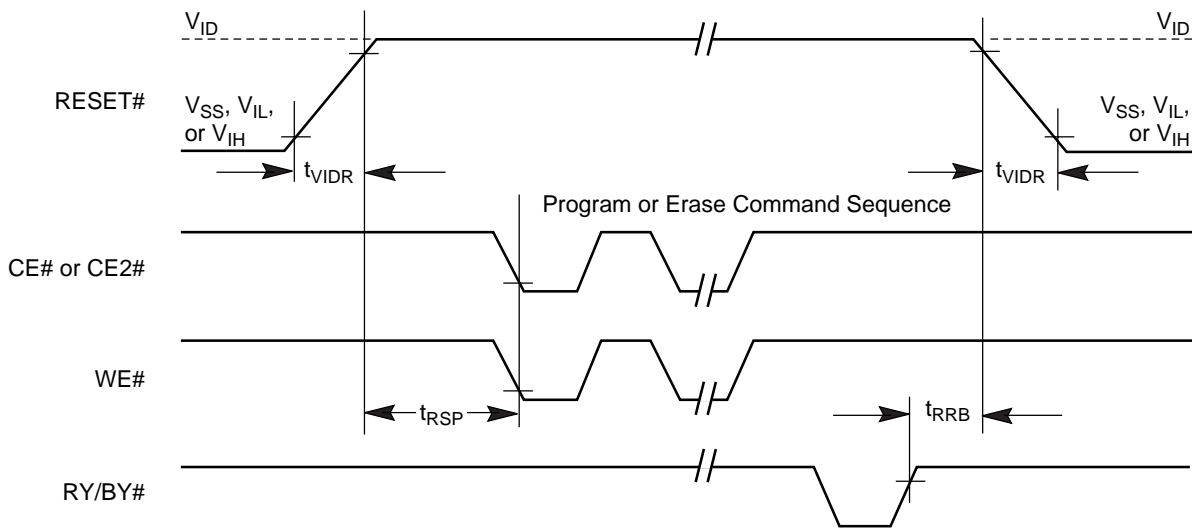 VID
VID
RESET#
VSS, VIL,
or VIH
VSS, VIL,
or VIH
tVIDR
tVIDR
Program or Erase Command Sequence
CE# or CE2#
WE#
tRSP
tRRB
RY/BY#